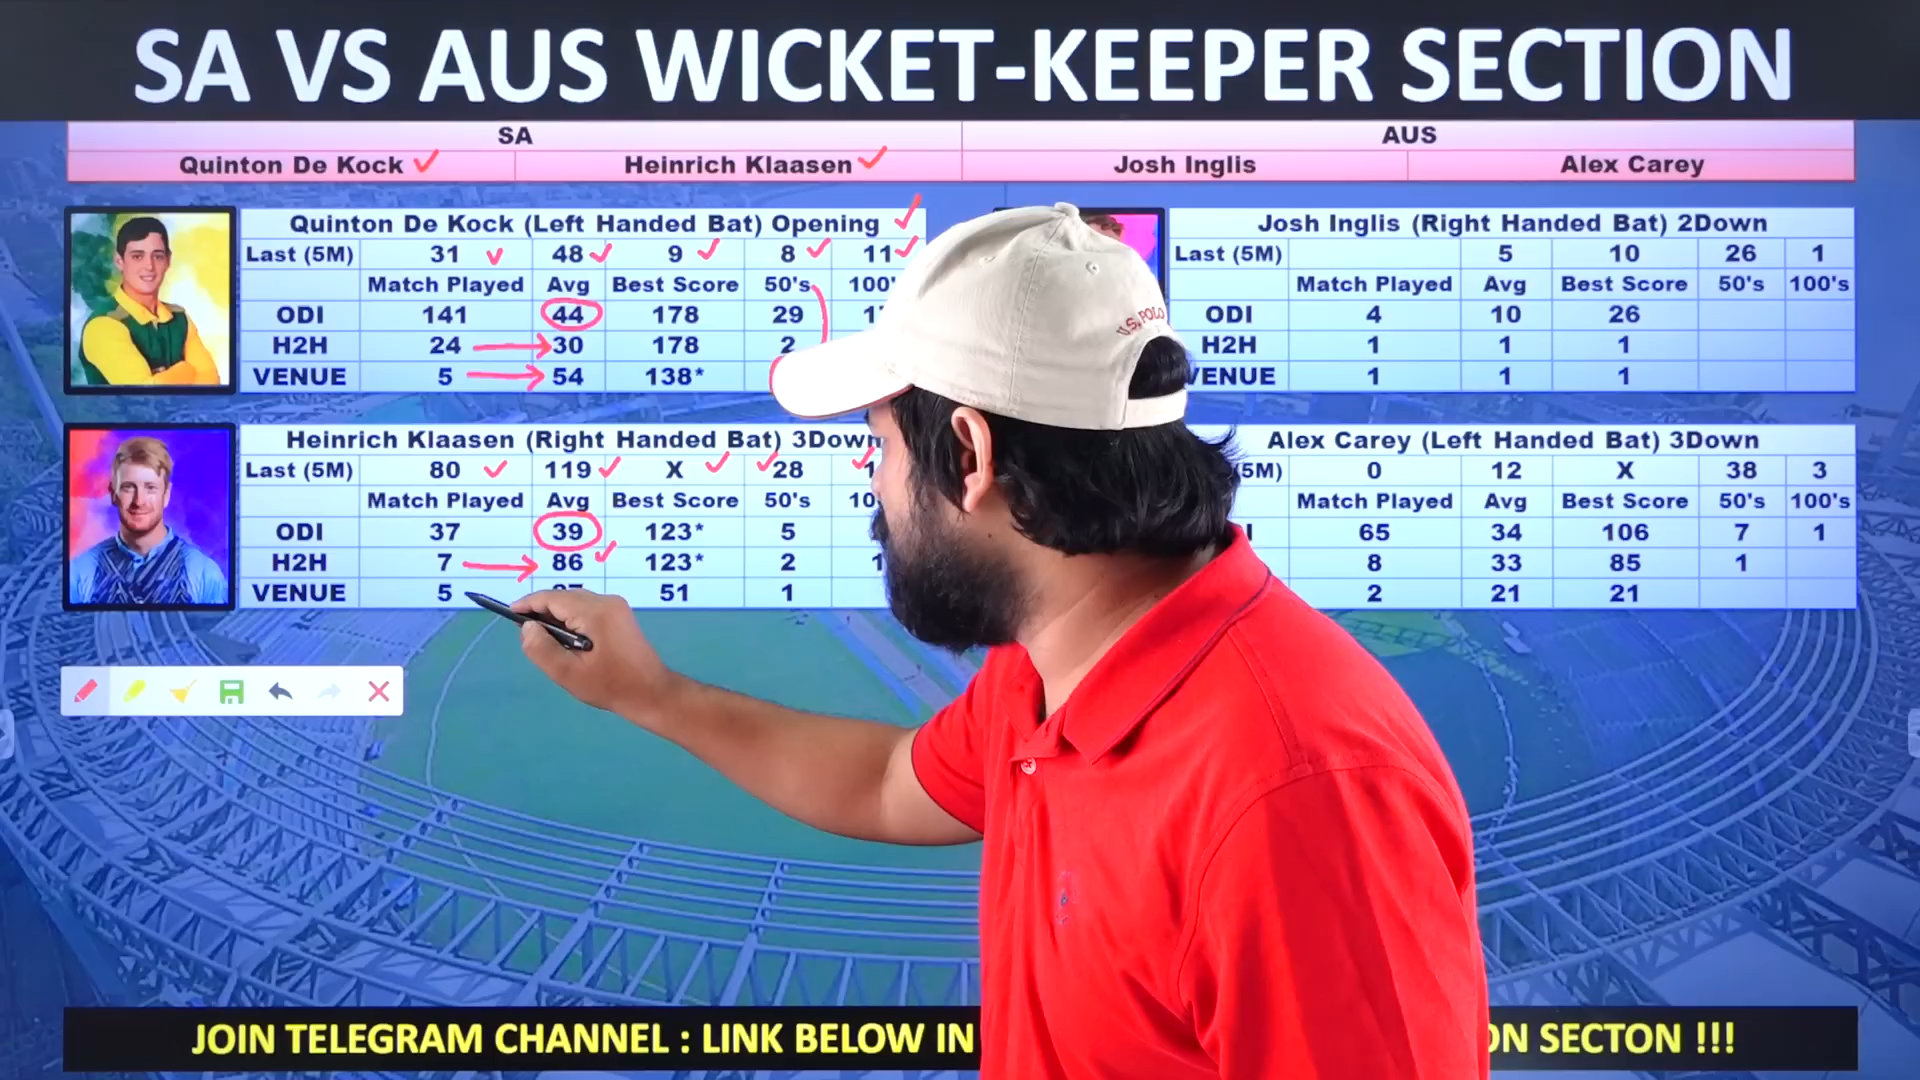 SA VS AUS WICKET-KEEPER SECTION
SA AUS
Quinton De Kock Heinrich Klaasen Josh Inglis Alex Carey
Quinton De Kock (Left Handed Bat) Opening
Last (5M) 31 48 9 8 11
Match Played Avg Best Score 50's 100'
ODI 141 44 178 29
H2H 24 30 178 2
VENUE 5 54 138*
Josh Inglis (Right Handed Bat) 2Down
Last (5M) 5 10 26 1
Match Played Avg Best Score 50's 100's
ODI 4 10 26
H2H 1 1 1
VENUE 1 1 1
Heinrich Klaasen (Right Handed Bat) 3Down
Last (5M) 80 119 X 28
Match Played Avg Best Score 50's 10
ODI 37 39 123* 5
H2H 7 86 123* 2 1
VENUE 5 51 1
Alex Carey (Left Handed Bat) 3Down
(5M) 0 12 X 38 3
Match Played Avg Best Score 50's 100's
I 65 34 106 7 1
8 33 85 1
2 21 21
U.S. POLO
JOIN TELEGRAM CHANNEL : LINK BELOW IN ON SECTON !!!